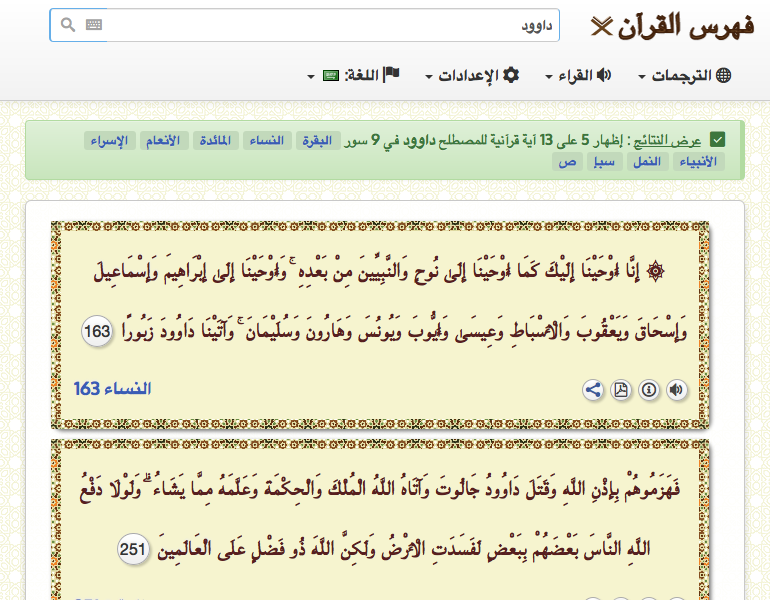 فهرس القرآن
داوود
الترجمات القراء الإعدادات اللغة:
عرض النتائج : إظهار 5 على 13 آية قرآنية للمصطلح داوود في 9 سور البقرة النساء المائدة الأنعام الإسراء
الأنبياء النمل سبإ ص
۞ إِنَّا أَوْحَيْنَا إِلَيْكَ كَمَا أَوْحَيْنَا إِلَىٰ نُوحٍ وَالنَّبِيِّينَ مِنْ بَعْدِهِ ۚ وَأَوْحَيْنَا إِلَىٰ إِبْرَاهِيمَ وَإِسْمَاعِيلَ
وَإِسْحَاقَ وَيَعْقُوبَ وَالْأَسْبَاطِ وَعِيسَىٰ وَأَيُّوبَ وَيُونُسَ وَهَارُونَ وَسُلَيْمَانَ ۚ وَآتَيْنَا دَاوُودَ زَبُورًا 163
النساء 163
فَهَزَمُوهُمْ بِإِذْنِ اللَّهِ وَقَتَلَ دَاوُودُ جَالُوتَ وَآتَاهُ اللَّهُ الْمُلْكَ وَالْحِكْمَةَ وَعَلَّمَهُ مِمَّا يَشَاءُ ۗ وَلَوْلَا دَفْعُ
اللَّهِ النَّاسَ بَعْضَهُمْ بِبَعْضٍ لَفَسَدَتِ الْأَرْضُ وَلَٰكِنَّ اللَّهَ ذُو فَضْلٍ عَلَى الْعَالَمِينَ 251